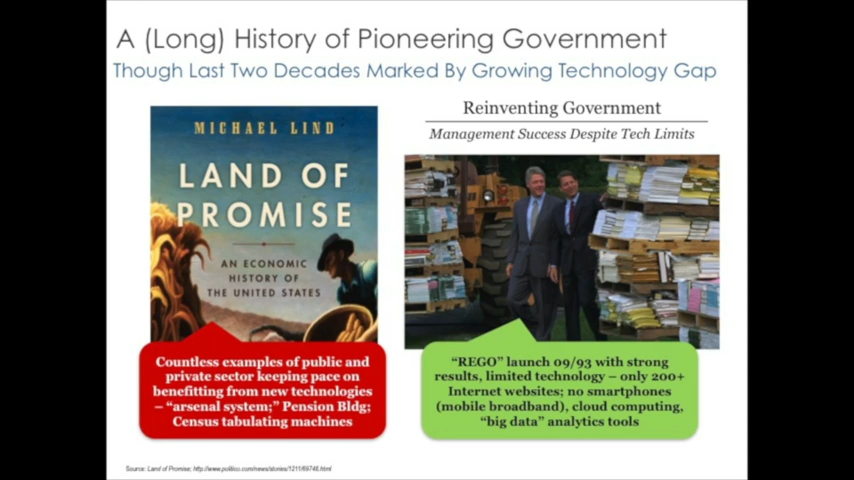 A (Long) History of Pioneering Government
Though Last Two Decades Marked By Growing Technology Gap
MICHAEL LIND
LAND OF
PROMISE
AN ECONOMIC
HISTORY OF
THE UNITED STATES
Countless examples of public and
private sector keeping pace on
benefitting from new technologies
– “arsenal system;” Pension Bldg;
Census tabulating machines
Reinventing Government
Management Success Despite Tech Limits
“REGO” launch 09/93 with strong
results, limited technology – only 200+
Internet websites; no smartphones
(mobile broadband), cloud computing,
“big data” analytics tools
Source: Land of Promise; http://www.politico.com/news/stories/1211/69746.html